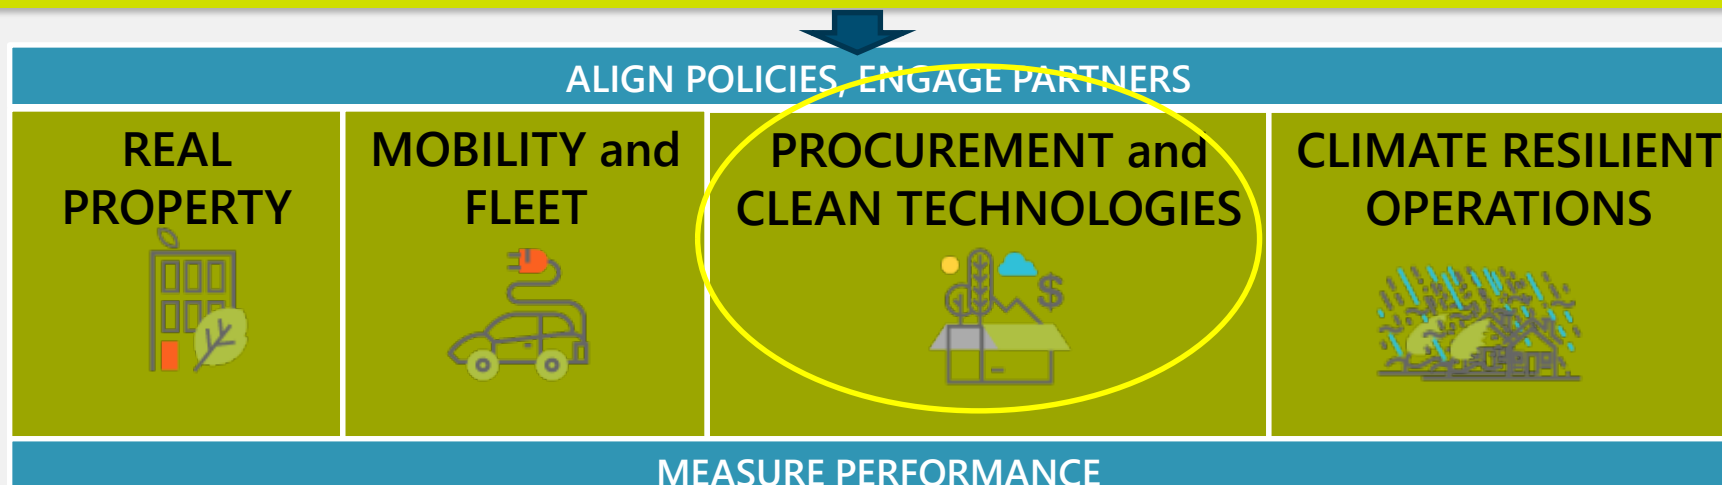 ALIGN POLICIES, ENGAGE PARTNERS
REAL
PROPERTY
MOBILITY and
FLEET
PROCUREMENT and
CLEAN TECHNOLOGIES
$
CLIMATE RESILIENT
OPERATIONS
MEASURE PERFORMANCE